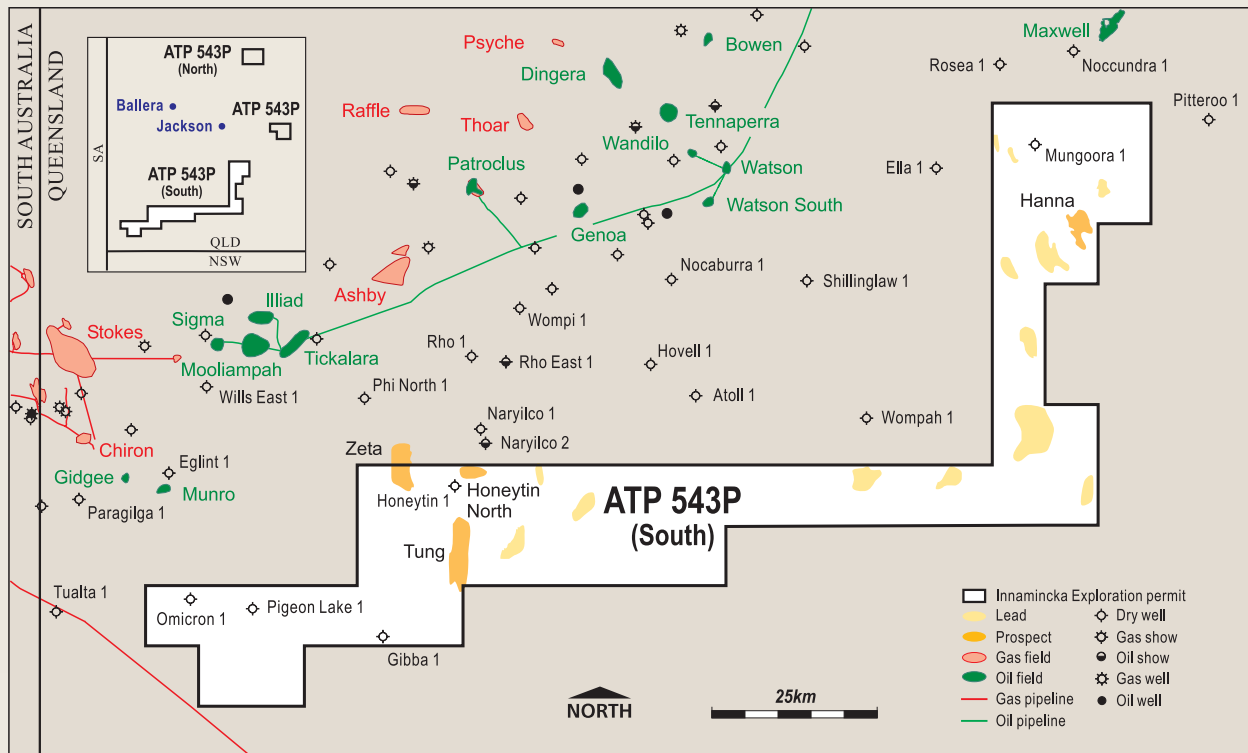 SOUTH AUSTRALIA
QUEENSLAND
ATP 543P
(North)
Ballera
Jackson
ATP 543P
SA
ATP 543P
(South)
QLD
NSW
Psyche
Bowen
Maxwell
Dingera
Rosea 1
Noccundra 1
Raffle
Pitteroo 1
Thoar
Tennaperra
Wandilo
Mungoora 1
Patroclus
Watson
Ella 1
Hanna
Watson South
Genoa
Nocaburra 1
Shillinglaw 1
Ashby
Illiad
Sigma
Wompi 1
Stokes
Tickalara
Rho 1
Rho East 1
Hovell 1
Mooliampah
Wills East 1
Phi North 1
Atoll 1
Wompah 1
Naryilco 1
Naryilco 2
Chiron
Zeta
Eglint 1
Gidgee
Munro
Paragilga 1
Honeytin 1
Honeytin
North
ATP 543P
(South)
Tung
Tualta 1
Omicron 1
Pigeon Lake 1
Gibba 1
Innamincka Exploration permit
Lead
Dry well
Prospect
Gas show
Gas field
Oil show
Oil field
Gas well
Gas pipeline
Oil well
Oil pipeline
NORTH
25km